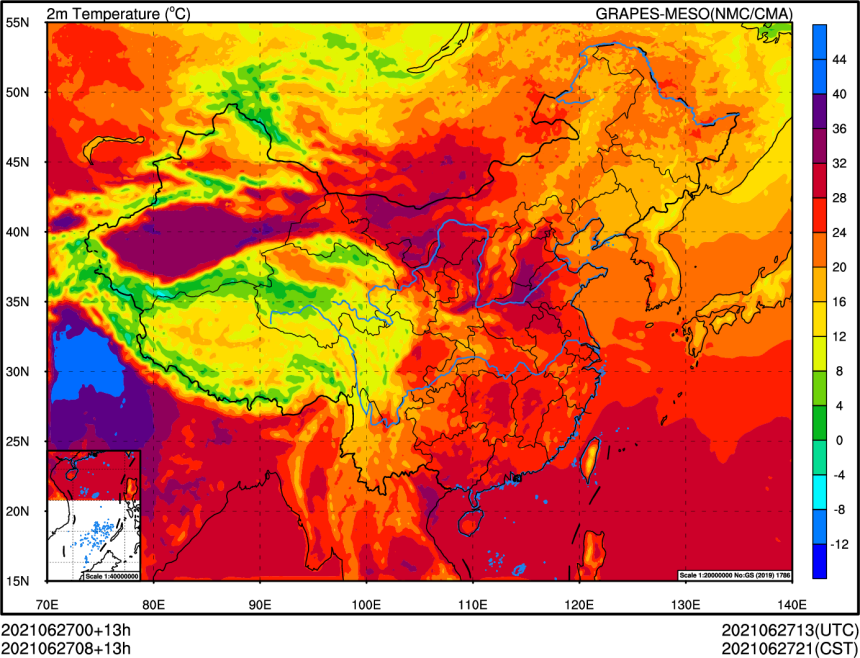 2m Temperature (°C) GRAPES-MESO(NMC/CMA)
55N
50N
45N
40N
35N
30N
25N
20N
15N
70E 80E 90E 100E 110E 120E 130E 140E
44
40
36
32
28
24
20
16
12
8
4
0
-4
-8
-12
Scale 1:40000000
Scale 1:20000000 No:GS (2019) 1786
2021062700+13h 2021062713(UTC)
2021062708+13h 2021062721(CST)